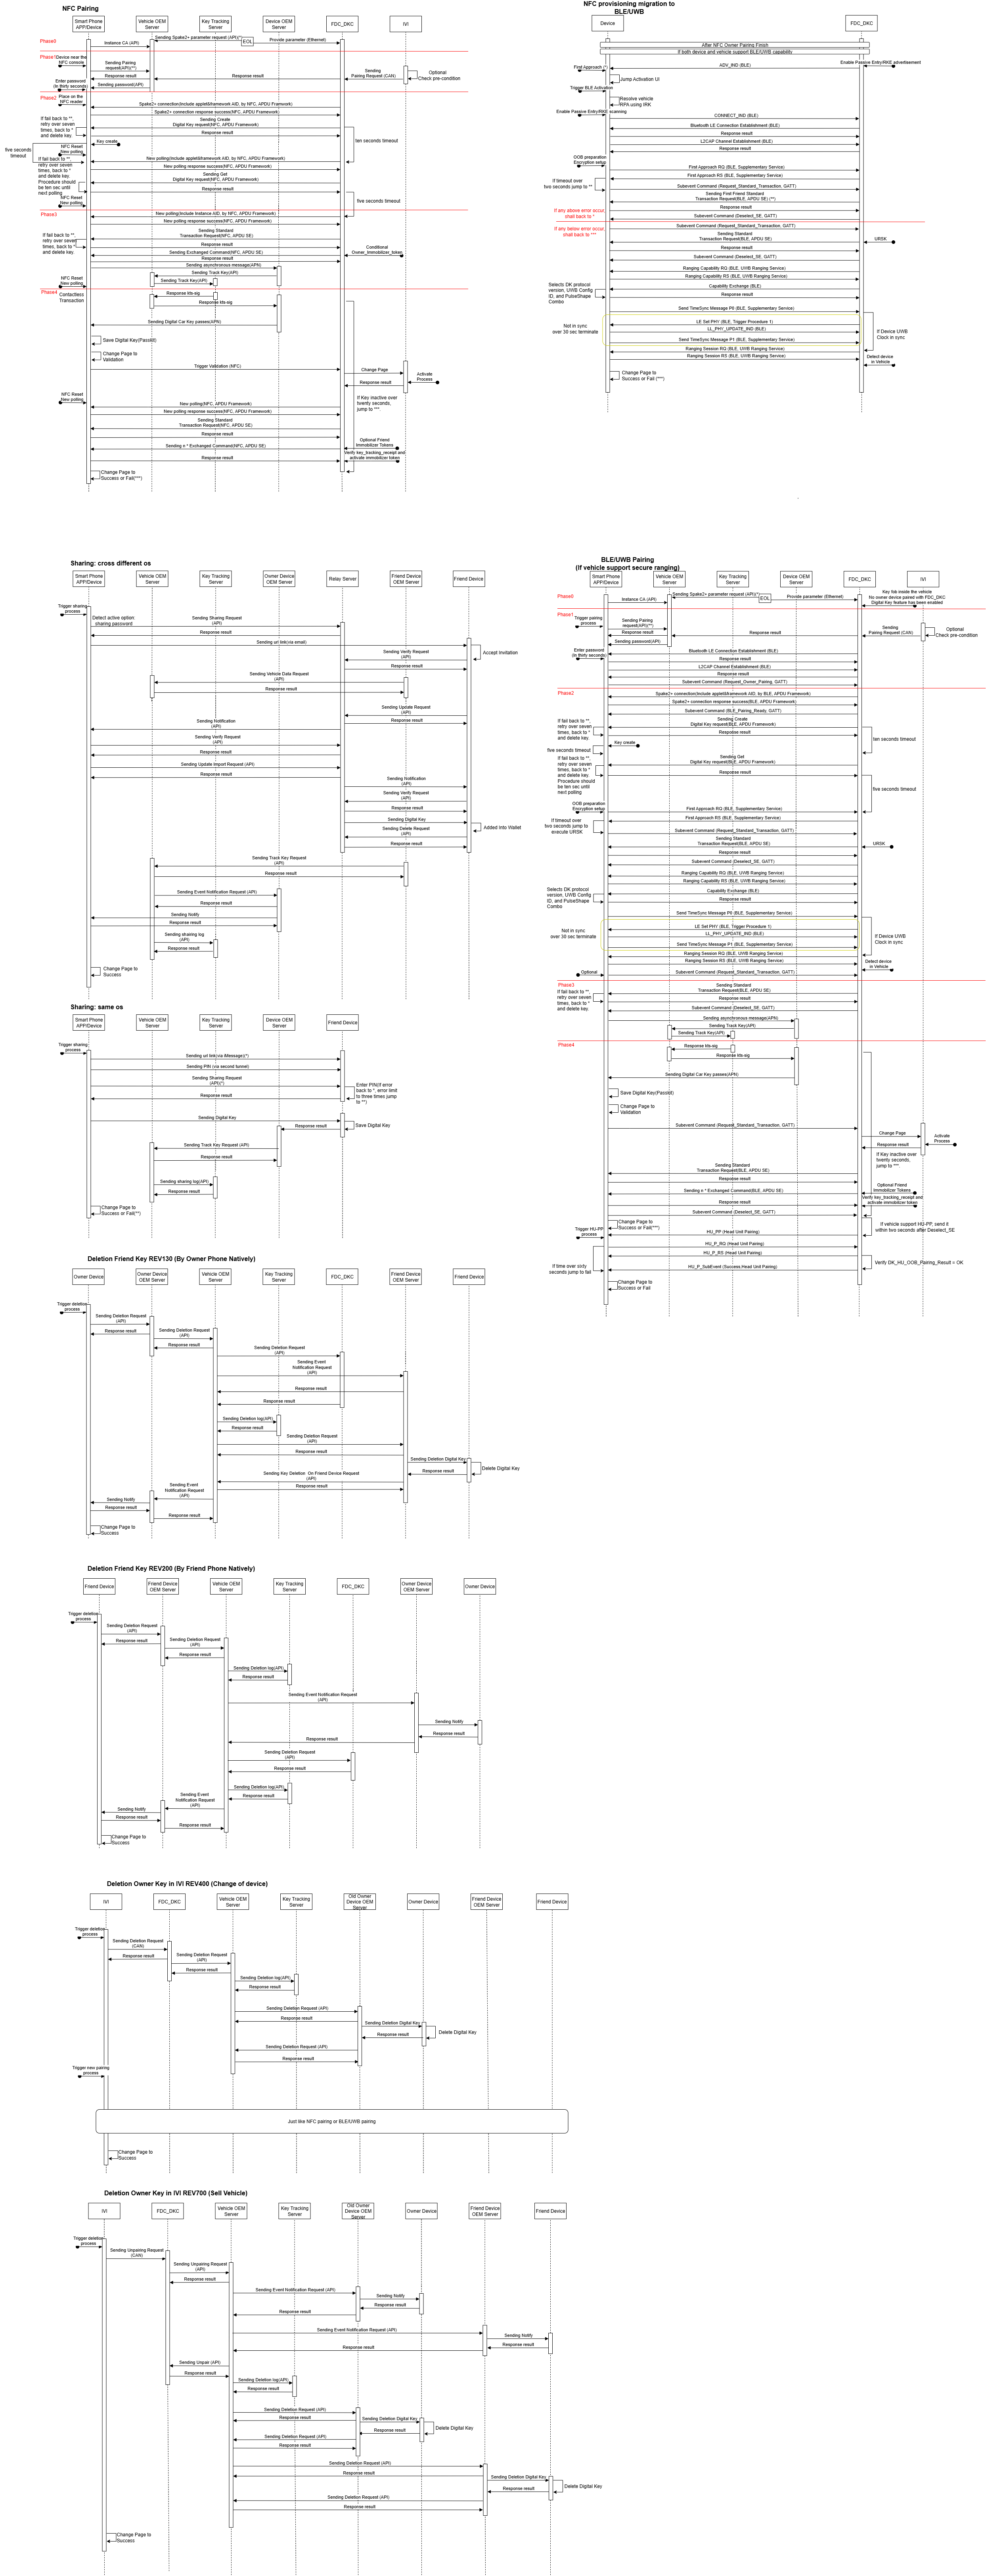 NFC Pairing
Smart Phone
APP/Device
Vehicle OEM
Server
Key Tracking
Server
Device OEM
Server
FDC_DKC
IVI
Phase0
Sending Spake2+ parameter request (API)(*)
EOL
Provide parameter (Ethernet)
Instance CA (API)
Phase1
Device near the
NFC console
Sending Pairing
request(API)(**)
Response result
Response result
Sending
Pairing Request (CAN)
Optional
Check pre-condition
Enter password
(In thirty seconds)
Sending password(API)
Phase2
Place on the
NFC reader
Spake2+ connection(Include applet&framework AID, by NFC, APDU Framwork)
Spake2+ connection response success(NFC, APDU Framework)
If fail back to **,
retry over seven
times, back to *
and delete key.
Sending Create
Digital Key request(NFC, APDU Framework)
Response result
ten seconds timeout
Key create
five seconds
timeout
NFC Reset
New polling
If fail back to **,
retry over seven
times, back to *
and delete key.
Procedure should
be ten sec until
next polling
New polling(Include applet&framework AID, by NFC, APDU Framework)
New polling response success(NFC, APDU Framework)
Sending Get
Digital Key request(NFC, APDU Framework)
Response result
five seconds timeout
NFC Reset
New polling
Phase3
New polling(Include Instance AID, by NFC, APDU Framework)
New polling response success(NFC, APDU Framework)
If fail back to **,
retry over seven
times, back to *
and delete key
Sending Standard
Transaction Request(NFC, APDU SE)
Response result
Sending Exchanged Command(NFC, APDU SE)
Conditional
Owner_Immobilizer_token
Response result
Sending asynchronous message(APN)
Sending Track Key(API)
Sending Track Key(API)
NFC Reset
New polling
Phase4
Contactless
Transaction
Response kts-sig
Response kts-sig
Sending Digital Car Key passes(APN)
Save Digital Key(Passkit)
Change Page to
Validation
Trigger Validation (NFC)
Change Page
Activate
Process
Response result
If Key inactive over
twenty seconds,
jump to ***.
NFC Reset
New polling
New polling(NFC, APDU Framework)
New polling response success(NFC, APDU Framework)
Sending Standard
Transaction Request(NFC, APDU SE)
Response result
Optional Friend
Immobilizer Tokens
Sending n * Exchanged Command(NFC, APDU SE)
Verify key_tracking_receipt and
activate immobilizer token
Response result
Change Page to
Success or Fail(***)
NFC provisioning migration to
BLE/UWB
Device
FDC_DKC
After NFC Owner Pairing Finish
If both device and vehicle support BLE/UWB capability
Enable Passive Entry/RKE advertisement
First Approach (*)
ADV_IND (BLE)
Jump Activation UI
Trigger BLE Activation
Resolve vehicle
RPA using IRK
Enable Passive Entry/RKE scanning
CONNECT_IND (BLE)
Bluetooth LE Connection Establishment (BLE)
Response result
L2CAP Channel Establishment (BLE)
Response result
OOB preparation
Encryption setup
First Approach RQ (BLE, Supplementary Service)
First Approach RS (BLE, Supplementary Service)
If timeout over
two seconds jump to **
Subevent Command (Request_Standard_Transaction, GATT)
Sending First Friend Standard
Transaction Request(BLE, APDU SE) (**)
Response result
If any above error occur,
shall back to *
Subevent Command (Deselect_SE, GATT)
If any below error occur,
shall back to ***
Subevent Command (Request_Standard_Transaction, GATT)
Sending Standard
Transaction Request(BLE, APDU SE)
URSK
Response result
Subevent Command (Deselect_SE, GATT)
Ranging Capability RQ (BLE, UWB Ranging Service)
Ranging Capability RS (BLE, UWB Ranging Service)
Selects DK protocol
version, UWB Config
ID, and PulseShape
Combo
Capability Exchange (BLE)
Response result
Send TimeSync Message P0 (BLE, Supplementary Service)
Not in sync
over 30 sec terminate
LE Set PHY (BLE, Trigger Procedure 1)
LL_PHY_UPDATE_IND (BLE)
If Device UWB
Clock in sync
Send TimeSync Message P1 (BLE, Supplementary Service)
Ranging Session RQ (BLE, UWB Ranging Service)
Ranging Session RS (BLE, UWB Ranging Service)
Detect device
in Vehicle
Change Page to
Success or Fail (***)
Sharing: cross different os
Smart Phone
APP/Device
Vehicle OEM
Server
Key Tracking
Server
Owner Device
OEM Server
Relay Server
Friend Device
OEM Server
Friend Device
Trigger sharing
process
Detect active option:
sharing password
Sending Sharing Request
(API)
Response result
Sending url link(via email)
Sending Verify Request
(API)
Accept Invitation
Response result
Sending Vehicle Data Request
(API)
Response result
Sending Update Request
(API)
Response result
Sending Notification
(API)
Sending Verify Request
(API)
Response result
Sending Update Import Request (API)
Response result
Sending Notification
(API)
Sending Verify Request
(API)
Response result
Sending Digital Key
Added into Wallet
Sending Delete Request
(API)
Response result
Sending Track Key Request
(API)
Response result
Sending Event Notification Request (API)
Response result
Sending Notify
Response result
Sending sharing log
(API)
Response result
Change Page to
Success
Sharing: same os
Smart Phone
APP/Device
Vehicle OEM
Server
Key Tracking
Server
Device OEM
Server
Friend Device
Trigger sharing
process
Sending url link via iMessage(*)
Sending PIN (via second tunnel)
Sending Sharing Request
(API)(*)
Response result
Enter PIN(If error
back to *, error limit
to three times jump
to **)
Sending Digital Key
Response result
Save Digital Key
Sending Track Key Request (API)
Response result
Sending sharing log(API)
Response result
Change Page to
Success or Fail(**)
BLE/UWB Pairing
(If vehicle support secure ranging)
Smart Phone
APP/Device
Vehicle OEM
Server
Key Tracking
Server
Device OEM
Server
FDC_DKC
IVI
Phase0
Sending Spake2+ parameter request (API)(*)
EOL
Provide parameter (Ethernet)
Instance CA (API)
Key fob inside the vehicle
No owner device paired with FDC_DKC
Digital Key feature has been enabled
Phase1
Trigger pairing
process
Sending Pairing
request(API)(**)
Response result
Response result
Sending
Pairing Request (CAN)
Optional
Check pre-condition
Sending password(API)
Enter password
(In thirty seconds)
Bluetooth LE Connection Establishment (BLE)
Response result
L2CAP Channel Establishment (BLE)
Response result
Subevent Command (Request_Owner_Pairing, GATT)
Phase2
Spake2+ connection(Include applet&framework AID, by BLE, APDU Framework)
Spake2+ connection response success(BLE, APDU Framework)
Subevent Command (BLE_Pairing_Ready, GATT)
If fail back to **,
retry over seven
times, back to *
and delete key.
Sending Create
Digital Key request(BLE, APDU Framework)
Response result
ten seconds timeout
Key create
five seconds timeout
If fail back to **,
retry over seven
times, back to *
and delete key.
Procedure should
be ten sec until
next polling
Sending Get
Digital Key request(BLE, APDU Framework)
Response result
five seconds timeout
OOB preparation
Encryption setup
First Approach RQ (BLE, Supplementary Service)
First Approach RS (BLE, Supplementary Service)
If timeout over
two seconds jump to
execute URSK
Subevent Command (Request_Standard_Transaction, GATT)
Sending Standard
Transaction Request(BLE, APDU SE)
URSK
Response result
Subevent Command (Deselect_SE, GATT)
Ranging Capability RQ (BLE, UWB Ranging Service)
Ranging Capability RS (BLE, UWB Ranging Service)
Selects DK protocol
version, UWB Config
ID, and PulseShape
Combo
Capability Exchange (BLE)
Response result
Send TimeSync Message P0 (BLE, Supplementary Service)
Not in sync
over 30 sec terminate
LE Set PHY (BLE, Trigger Procedure 1)
LL_PHY_UPDATE_IND (BLE)
If Device UWB
Clock in sync
Send TimeSync Message P1 (BLE, Supplementary Service)
Ranging Session RQ (BLE, UWB Ranging Service)
Ranging Session RS (BLE, UWB Ranging Service)
Detect device
in Vehicle
Optional
Subevent Command (Request_Standard_Transaction, GATT)
Phase3
If fail back to **,
retry over seven
times, back to *
and delete key.
Sending Standard
Transaction Request(BLE, APDU SE)
Response result
Subevent Command (Deselect_SE, GATT)
Sending asynchronous message(APN)
Sending Track Key(API)
Sending Track Key(API)
Phase4
Response kts-sig
Response kts-sig
Sending Digital Car Key passes(APN)
Save Digital Key(Passkit)
Change Page to
Validation
Subevent Command (Request_Standard_Transaction, GATT)
Change Page
Activate
Process
Response result
If Key inactive over
twenty seconds,
jump to ***.
Sending Standard
Transaction Request(BLE, APDU SE)
Response result
Optional Friend
Immobilizer Tokens
Sending n * Exchanged Command(BLE, APDU SE)
Verify key_tracking_receipt and
activate immobilizer token
Response result
Subevent Command (Deselect_SE, GATT)
Change Page to
Success or Fail(***)
If vehicle support HU-PP, send it
within two seconds after Deselect_SE
Trigger HU-PP
process
HU_PP (Head Unit Pairing)
HU_P_RQ (Head Unit Pairing)
HU_P_RS (Head Unit Pairing)
If time over sixty
seconds jump to fail
Verify DK_HU_OOB_Pairing_Result = OK
HU_P_SubEvent (Success,Head Unit Pairing)
Change Page to
Success or Fail
Deletion Friend Key REV130 (By Owner Phone Natively)
Owner Device
Owner Device
OEM Server
Vehicle OEM
Server
Key Tracking
Server
FDC_DKC
Friend Device
OEM Server
Friend Device
Trigger deletion
process
Sending Deletion Request
(API)
Response result
Sending Deletion Request
(API)
Response result
Sending Deletion Request
(API)
Sending Event
Notification Request
(API)
Response result
Response result
Sending Deletion log(API)
Response result
Sending Deletion Request
(API)
Response result
Sending Deletion Digital Key
Response result
Delete Digital Key
Sending Key Deletion On Friend Device Request
(API)
Response result
Sending Event
Notification Request
(API)
Sending Notify
Response result
Response result
Change Page to
Success
Deletion Friend Key REV200 (By Friend Phone Natively)
Friend Device
Friend Device
OEM Server
Vehicle OEM
Server
Key Tracking
Server
FDC_DKC
Owner Device
OEM Server
Owner Device
Trigger deletion
process
Sending Deletion Request
(API)
Response result
Sending Deletion Request
(API)
Response result
Sending Deletion log(API)
Response result
Sending Event Notification Request
(API)
Sending Notify
Response result
Response result
Sending Deletion Request
(API)
Response result
Sending Deletion log(API)
Response result
Sending Event
Notification Request
(API)
Sending Notify
Response result
Response result
Change Page to
Success
Deletion Owner Key in IVI REV400 (Change of device)
IVI
FDC_DKC
Vehicle OEM
Server
Key Tracking
Server
Old Owner
Device OEM
Server
Owner Device
Friend Device
OEM Server
Friend Device
Trigger deletion
process
Sending Deletion Request
(CAN)
Response result
Sending Deletion Request
(API)
Response result
Sending Deletion log(API)
Response result
Sending Deletion Request (API)
Response result
Sending Deletion Digital Key
Response result
Delete Digital Key
Sending Deletion Request (API)
Response result
Trigger new pairing
process
Just like NFC pairing or BLE/UWB pairing
Change Page to
Success
Deletion Owner Key in IVI REV700 (Sell Vehicle)
IVI
FDC_DKC
Vehicle OEM
Server
Key Tracking
Server
Old Owner
Device OEM
Server
Owner Device
Friend Device
OEM Server
Friend Device
Trigger deletion
process
Sending Unpairing Request
(CAN)
Sending Unpairing Request
(API)
Response result
Sending Event Notification Request (API)
Sending Notify
Response result
Response result
Sending Event Notification Request (API)
Sending Notify
Response result
Response result
Sending Unpair (API)
Response result
Sending Deletion log(API)
Response result
Sending Deletion Request (API)
Response result
Sending Deletion Digital Key
Response result
Delete Digital Key
Sending Deletion Request (API)
Response result
Sending Deletion Request (API)
Response result
Sending Deletion Digital Key
Response result
Delete Digital Key
Sending Deletion Request (API)
Response result
Change Page to
Success